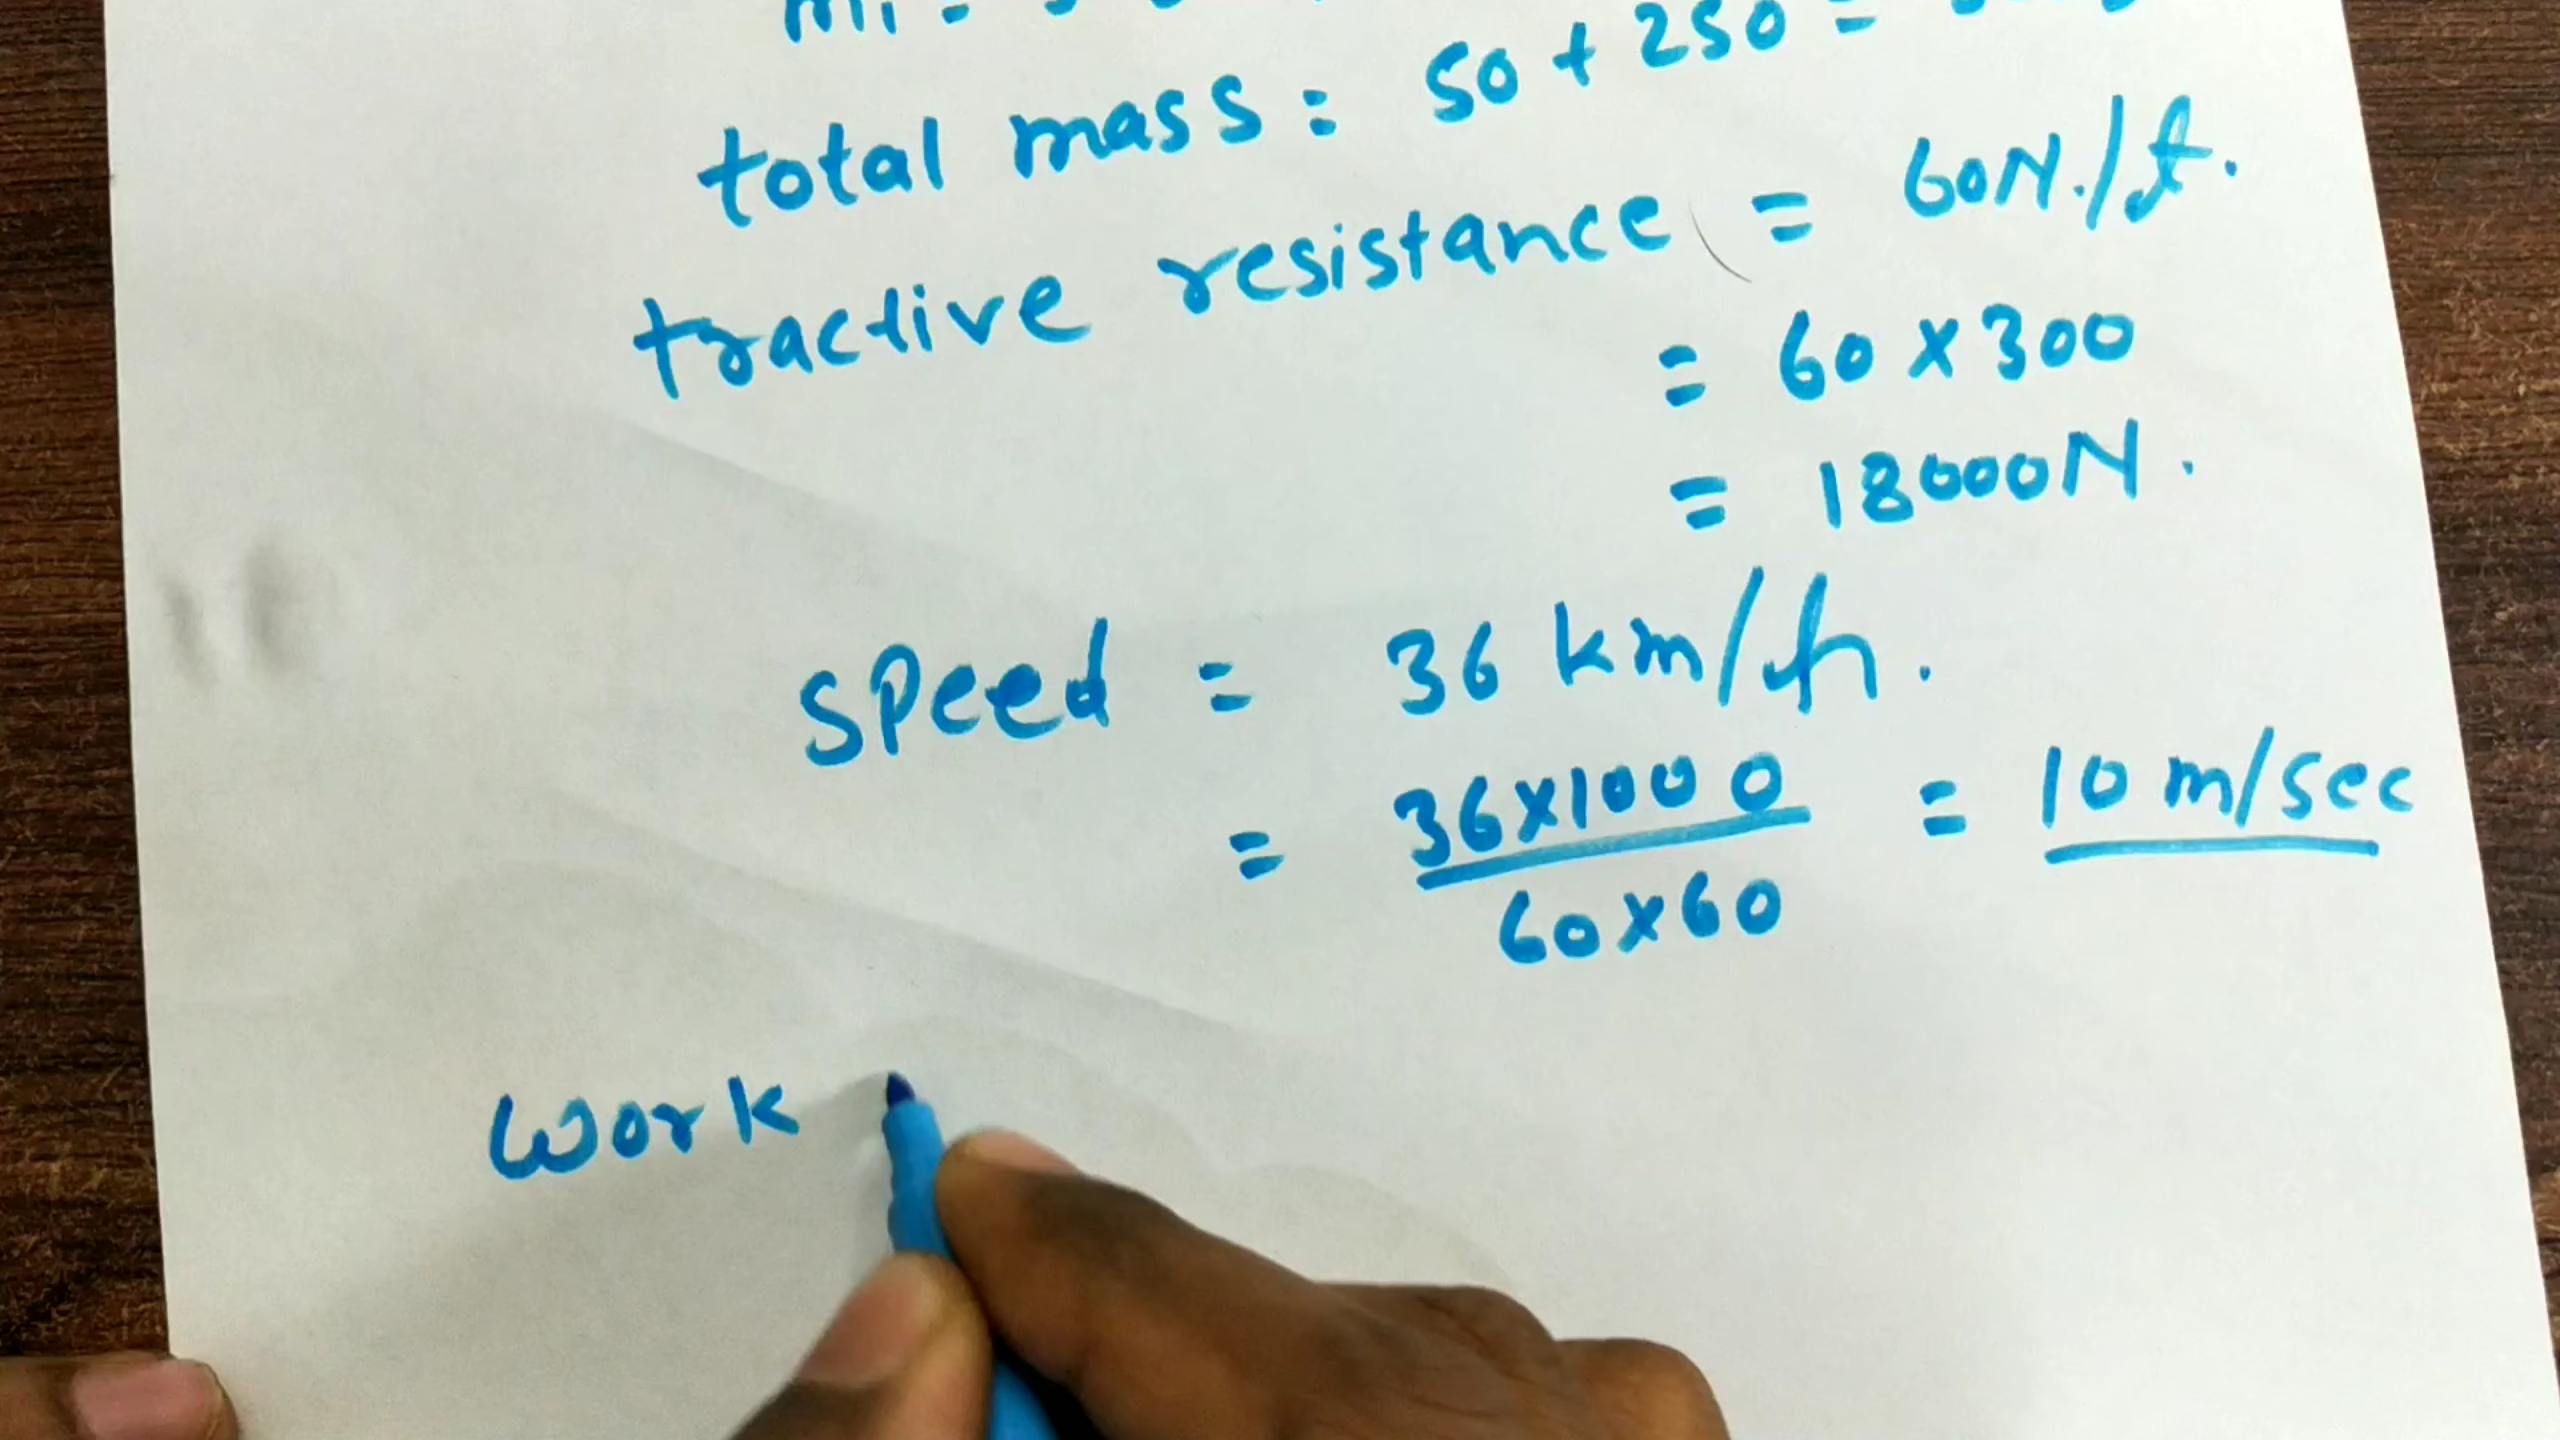 total mass = 50 + 250 =
tractive resistance = 60N./t.
= 60 x 300
= 18000N.
speed = 36 km/h.
= 36x1000 / 60x60 = 10 m/sec
work